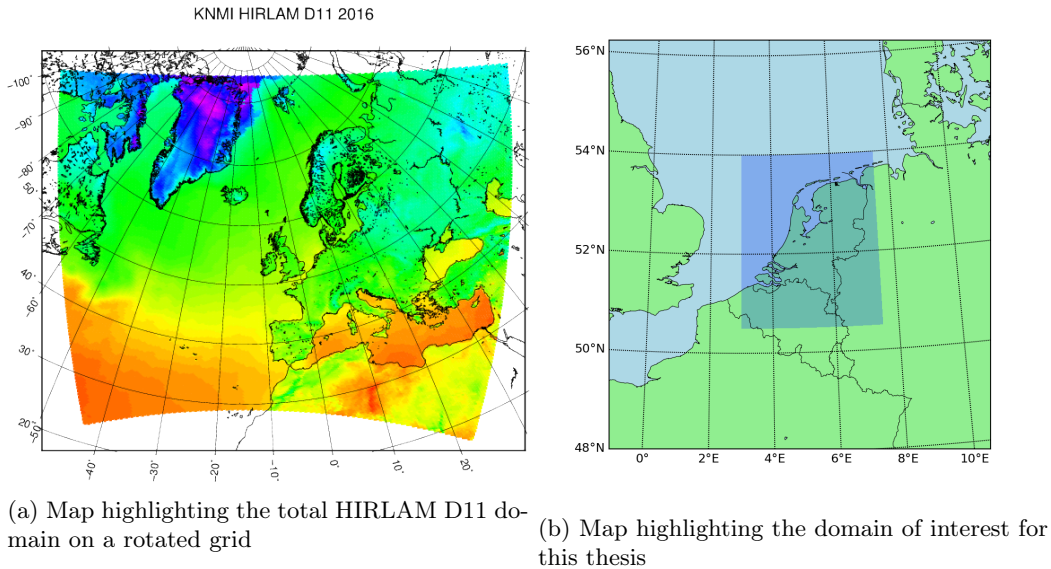 KNMI HIRLAM D11 2016
-100°
-90°
-80°
50°
-70°
40°
-60°
30°
20°
-50°
-40°
-30°
-20°
-10°
0°
10°
20°
(a) Map highlighting the total HIRLAM D11 do-
main on a rotated grid
56°N
54°N
52°N
50°N
48°N
0°
2°E
4°E
6°E
8°E
10°E
(b) Map highlighting the domain of interest for
this thesis